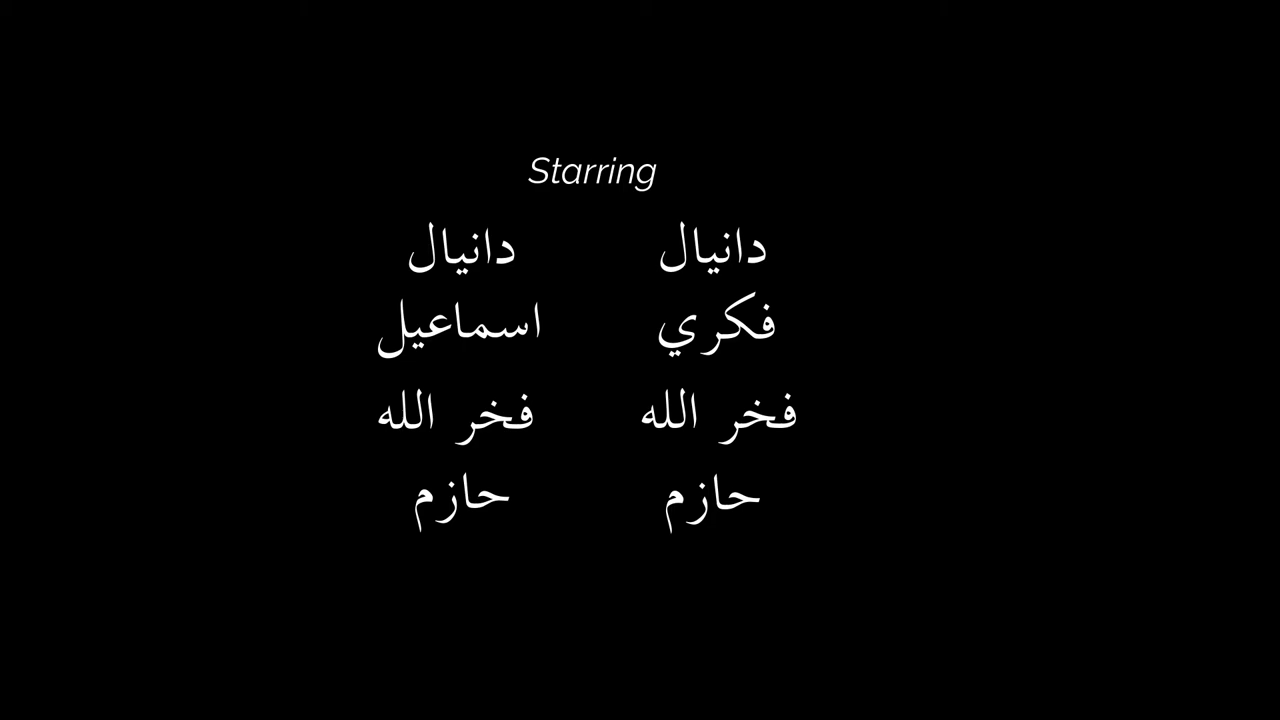 Starring
دانيال دانيال
فكري اسماعيل
فخر الله فخر الله
حازم حازم